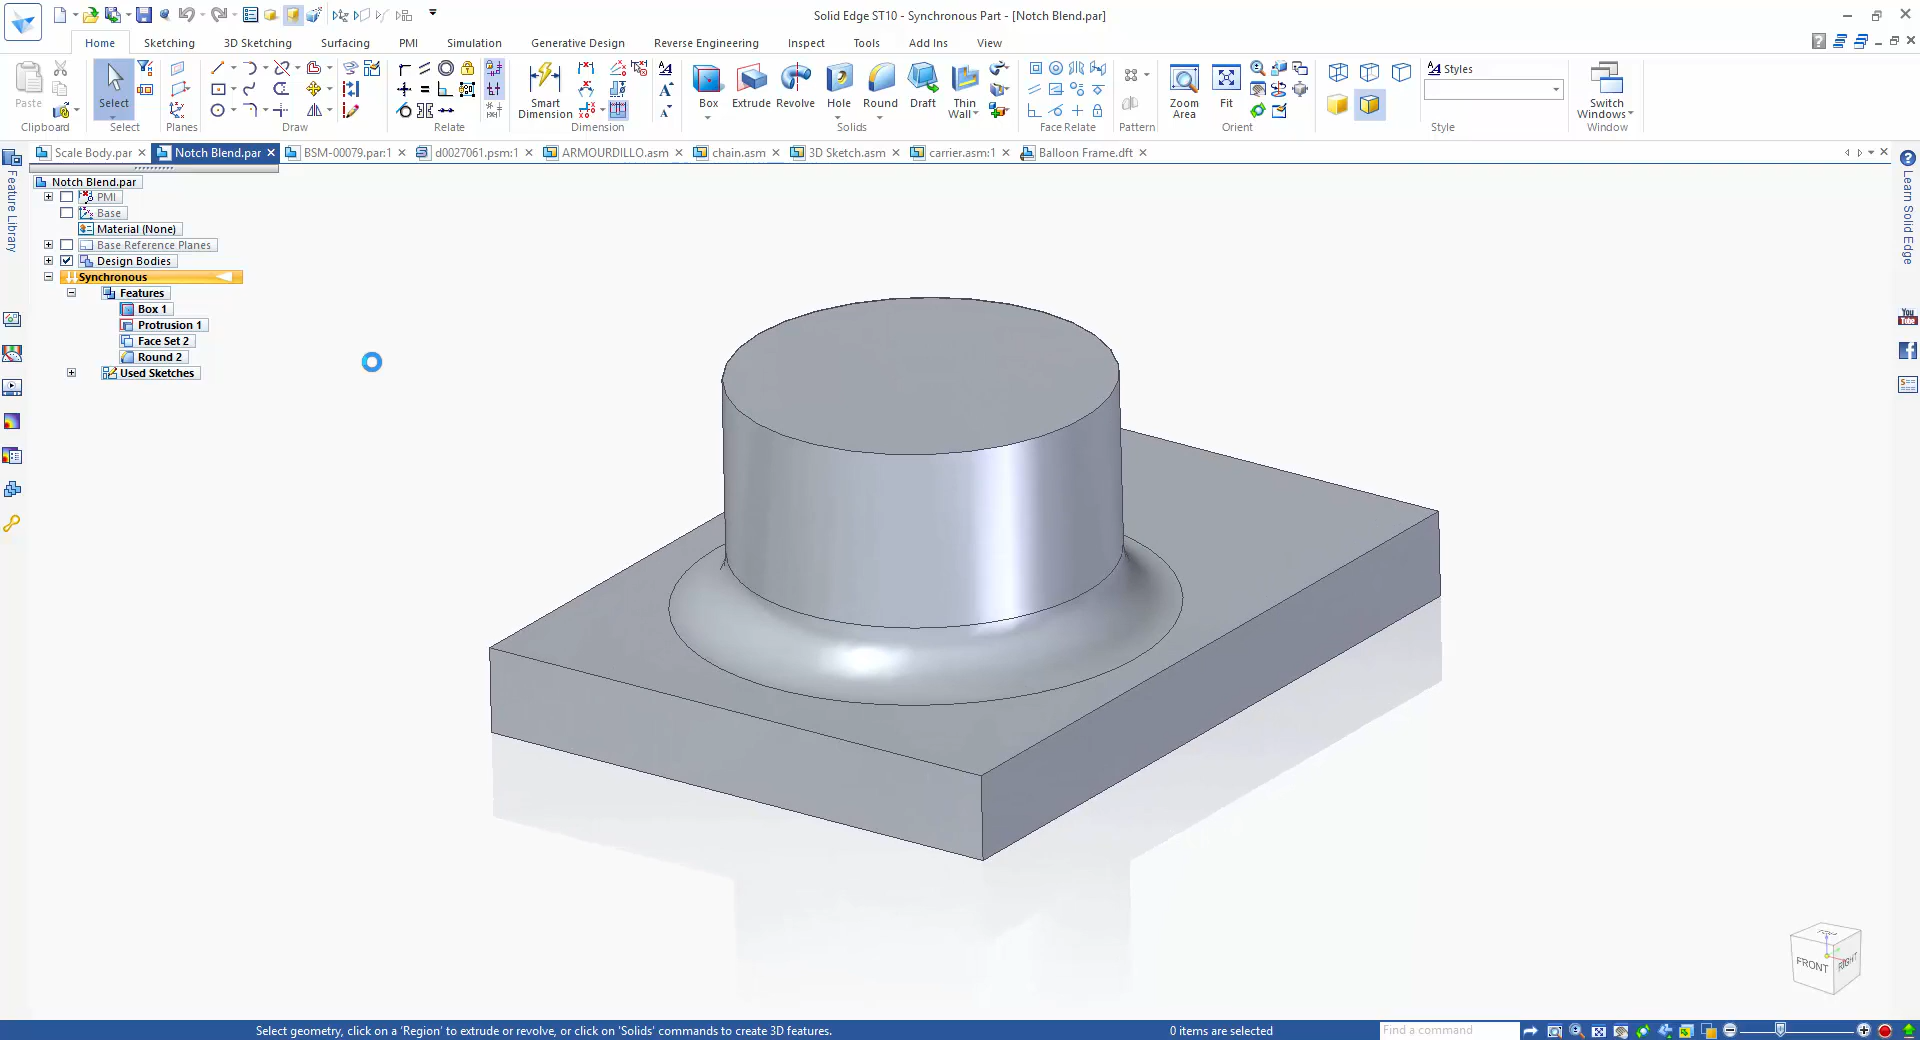 Solid Edge ST10 - Synchronous Part - [Notch Blend.par]
Home Sketching 3D Sketching Surfacing PMI Simulation Generative Design Reverse Engineering Inspect Tools Add Ins View
Paste
Clipboard
Select
Select
Planes
Draw
Relate
Smart Dimension
Dimension
Box Extrude Revolve Hole Round Draft Thin Wall
Solids
Face Relate
Pattern
Zoom Area Fit
Orient
Styles
Style
Switch Windows
Window
Scale Body.par Notch Blend.par BSM-00079.par:1 d0027061.psm:1 ARMOURDILLO.asm chain.asm 3D Sketch.asm carrier.asm:1 Balloon Frame.dft
Feature Library
Learn Solid Edge
You Tube
Notch Blend.par
PMI
Base
Material (None)
Base Reference Planes
Design Bodies
Synchronous
Features
Box 1
Protrusion 1
Face Set 2
Round 2
Used Sketches
TOP
FRONT
RIGHT
Select geometry, click on a 'Region' to extrude or revolve, or click on 'Solids' commands to create 3D features. 0 items are selected Find a command